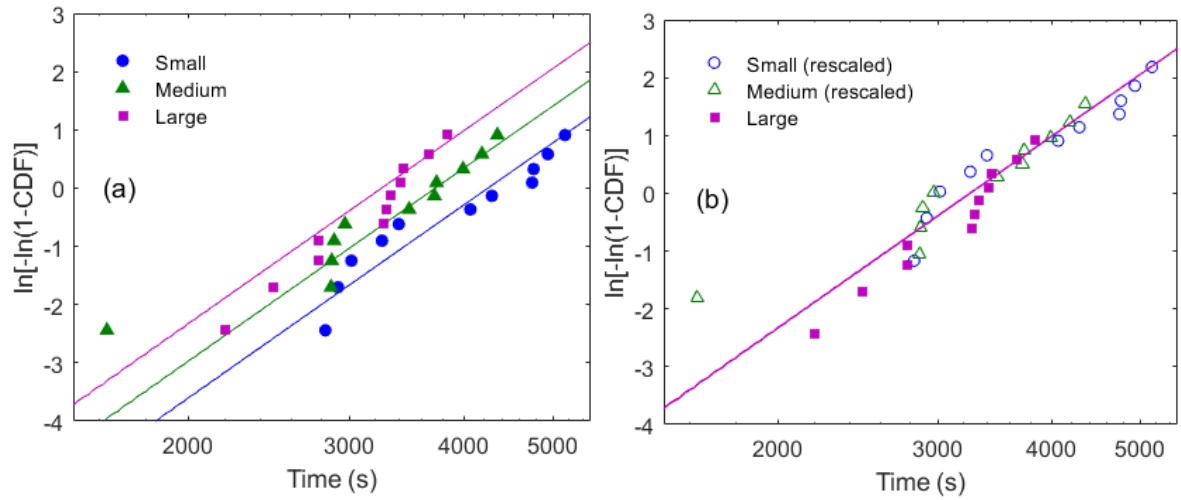 3
2
1
0
-1
-2
-3
-4
ln[-ln(1-CDF)]
Small
Medium
Large
(a)
2000 3000 4000 5000
Time (s)
3
2
1
0
-1
-2
-3
-4
ln[-ln(1-CDF)]
Small (rescaled)
Medium (rescaled)
Large
(b)
2000 3000 4000 5000
Time (s)